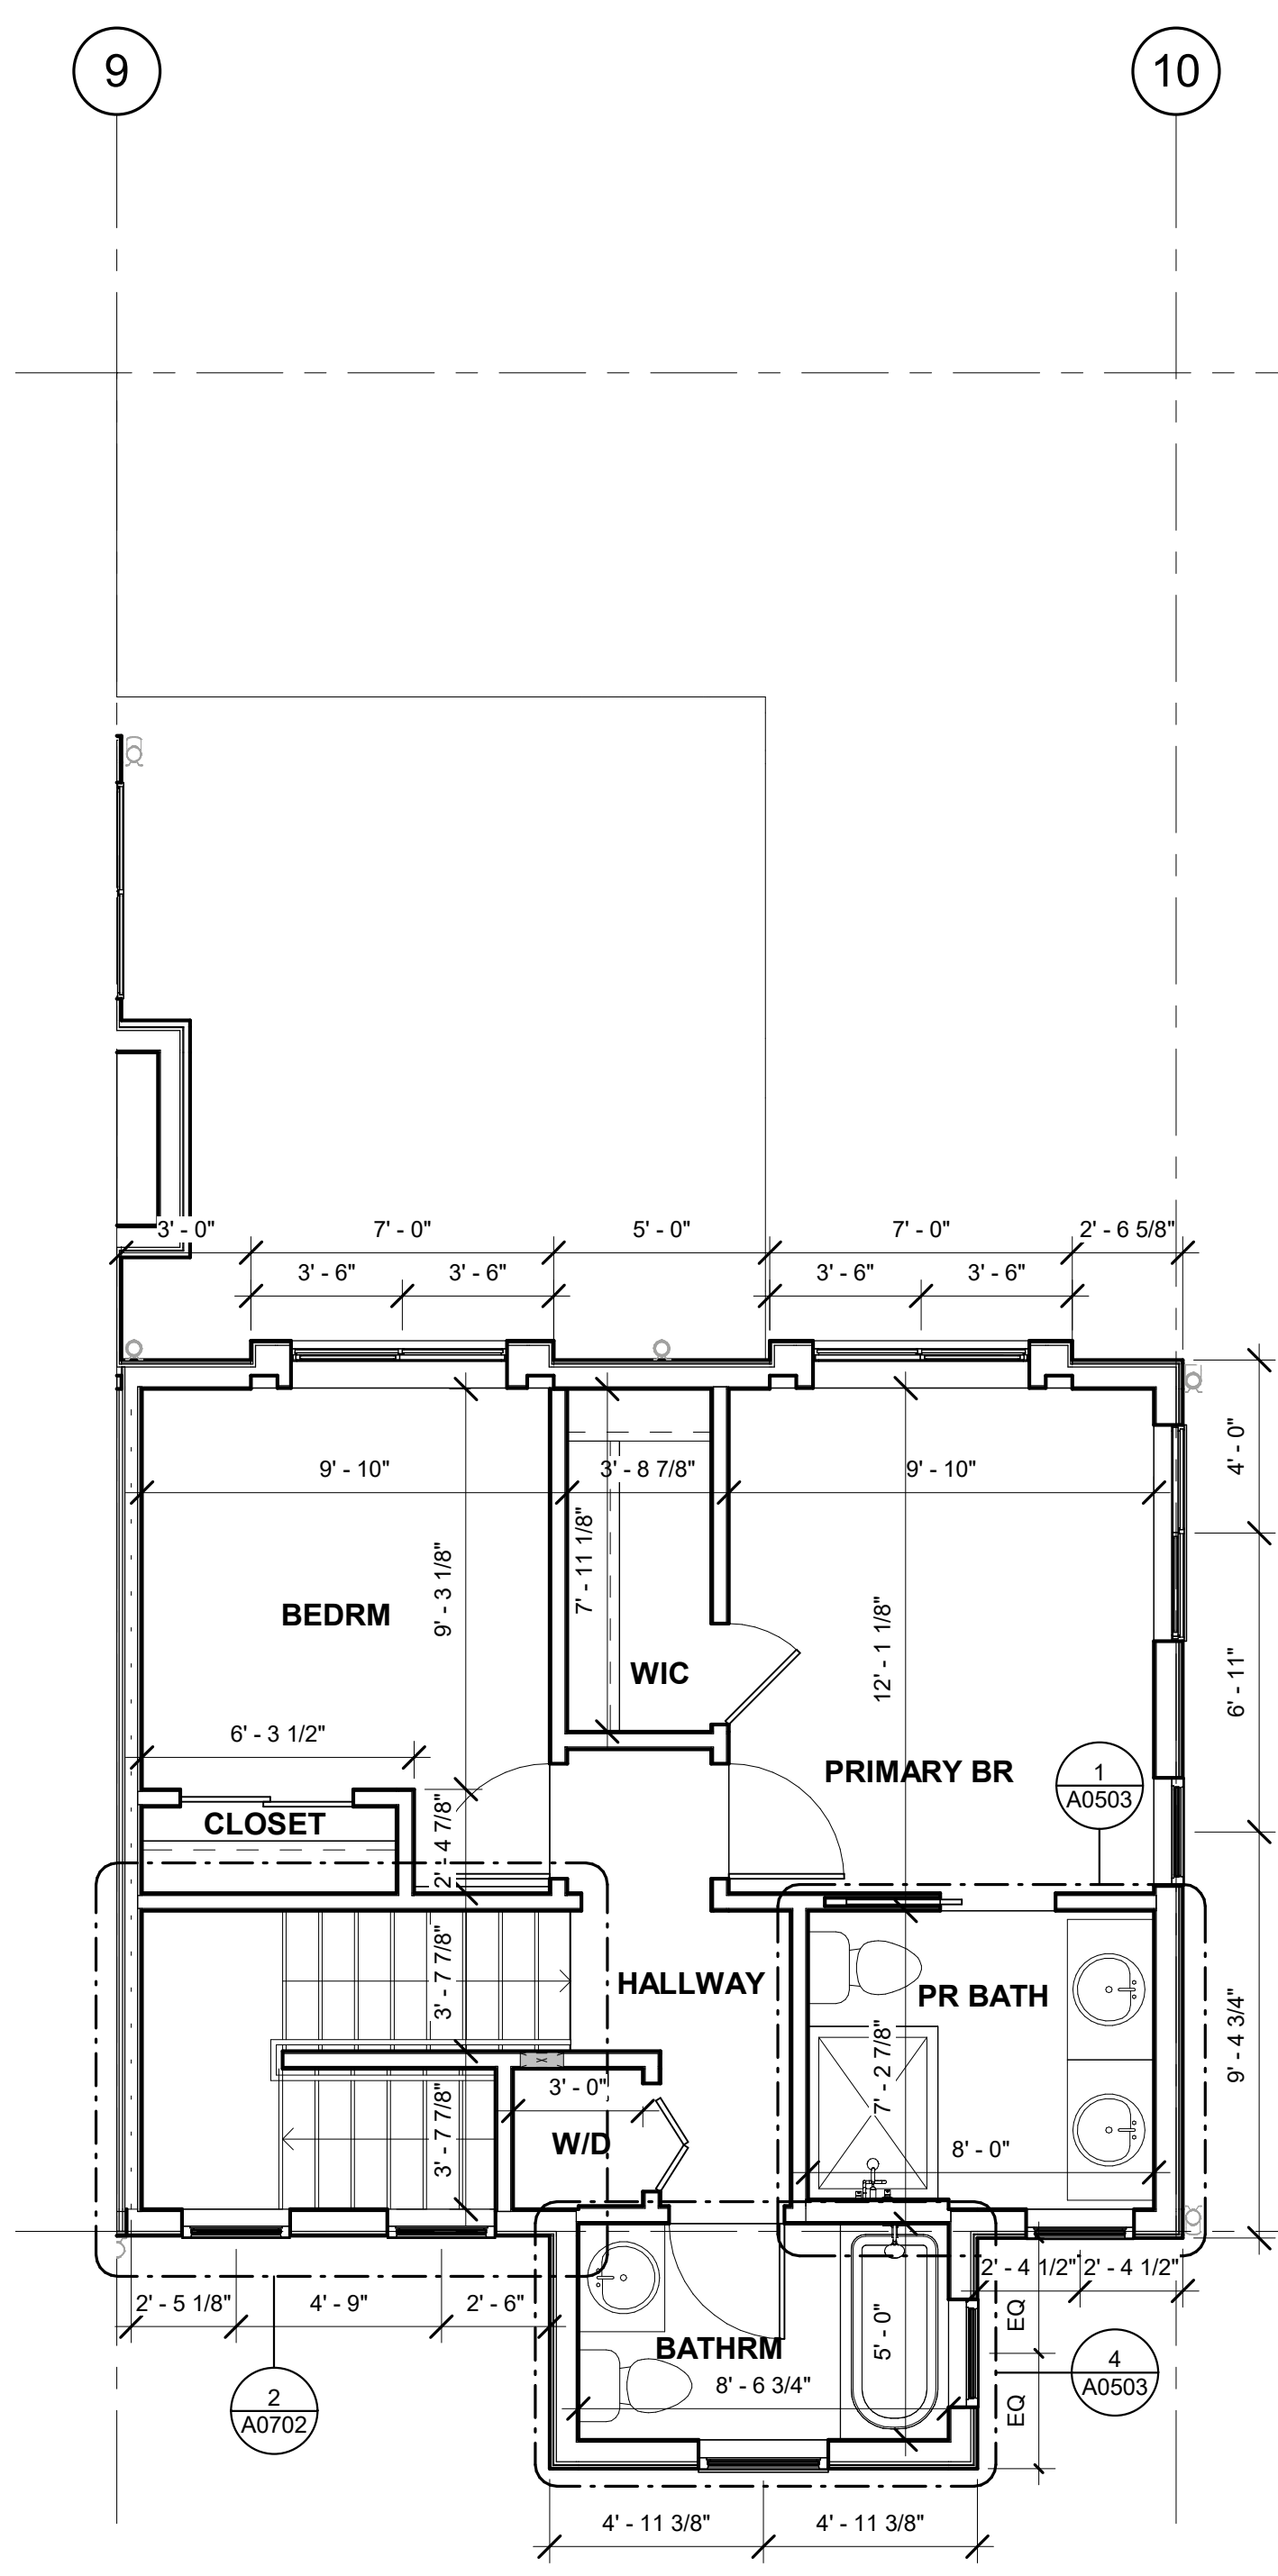 9
10
3' - 0"
7' - 0"
5' - 0"
7' - 0"
2' - 6 5/8"
3' - 6"
3' - 6"
3' - 6"
3' - 6"
4' - 0"
9' - 10"
3' - 8 7/8"
9' - 10"
7' - 11 1/8"
9' - 3 1/8"
BEDRM
12' - 1 1/8"
WIC
6' - 11"
6' - 3 1/2"
PRIMARY BR
1
A0503
CLOSET
2' - 4 7/8"
3' - 7 7/8"
HALLWAY
PR BATH
7' - 2 7/8"
9' - 4 3/4"
3' - 0"
3' - 7 7/8"
W/D
8' - 0"
2' - 4 1/2"
2' - 4 1/2"
2' - 5 1/8"
4' - 9"
2' - 6"
EQ
5' - 0"
BATHRM
8' - 6 3/4"
4
A0503
2
A0702
EQ
4' - 11 3/8"
4' - 11 3/8"